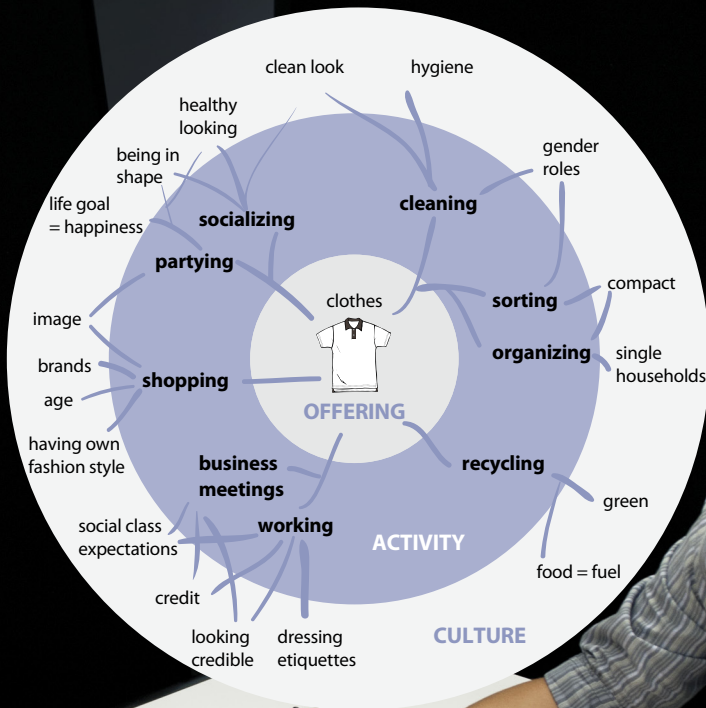 clean look
hygiene
healthy
looking
gender
roles
being in
shape
life goal
= happiness
cleaning
socializing
partying
clothes
compact
sorting
image
organizing
single
households
brands
shopping
age
OFFERING
having own
fashion style
business
meetings
recycling
green
social class
expectations
working
ACTIVITY
food = fuel
credit
looking
credible
dressing
etiquettes
CULTURE